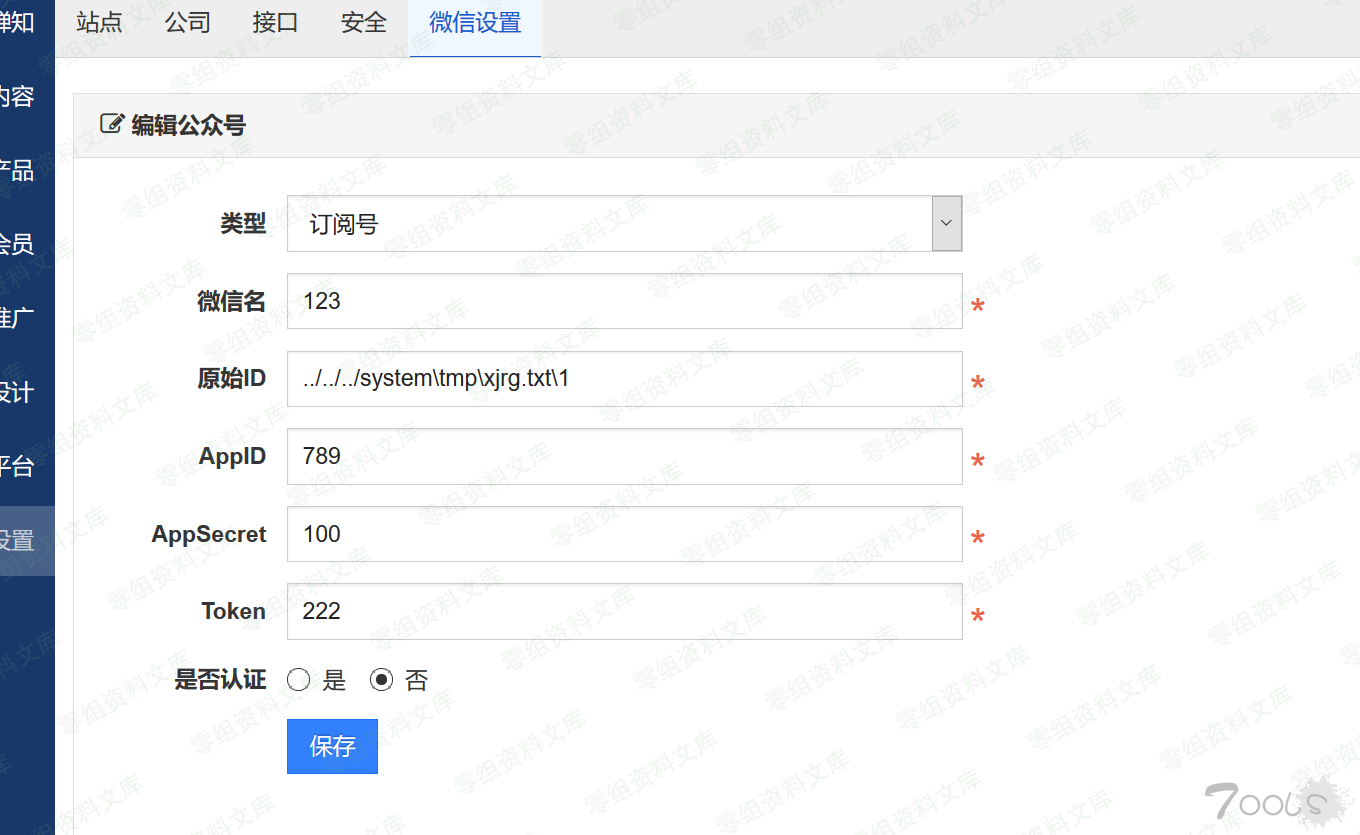 站点 公司 接口 安全 微信设置
禅知
内容
产品
会员
推广
设计
平台
设置
编辑公众号
类型 订阅号
微信名 123 *
原始ID ../../../system\tmp\xjrg.txt\1 *
AppID 789 *
AppSecret 100 *
Token 222 *
是否认证 是 否
保存
零组资料文库
7ooLS